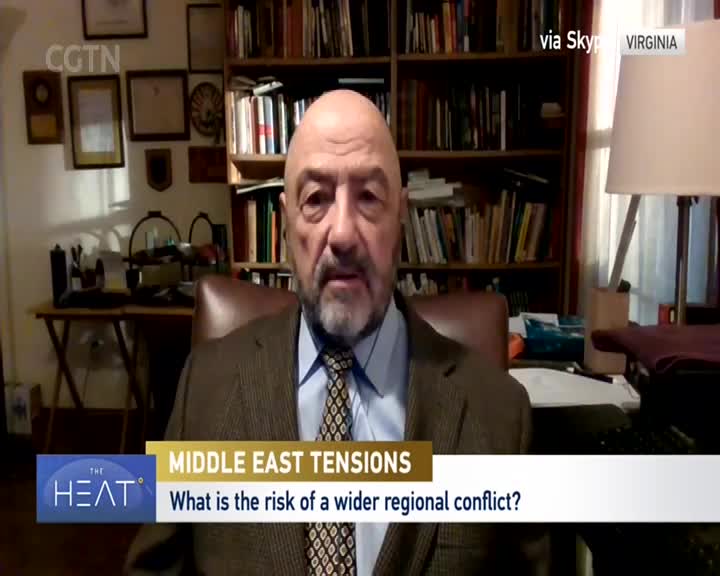 CGTN
via Skyp
VIRGINIA
MIDDLE EAST TENSIONS
THE
HEAT
What is the risk of a wider regional conflict?